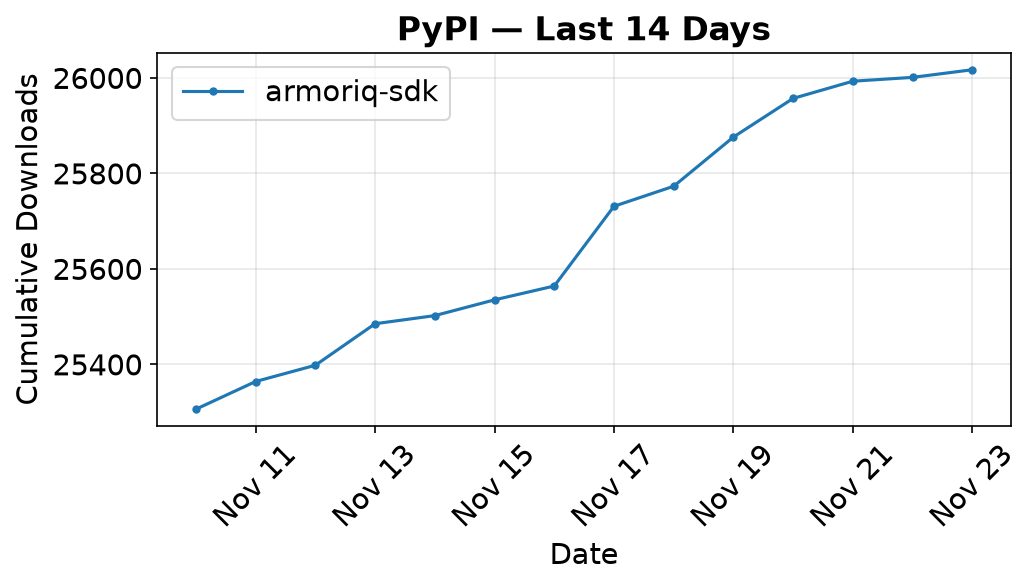 PyPI — Last 14 Days
armoriq-sdk
Cumulative Downloads
26000
25800
25600
25400
Nov 11
Nov 13
Nov 15
Nov 17
Nov 19
Nov 21
Nov 23
Date